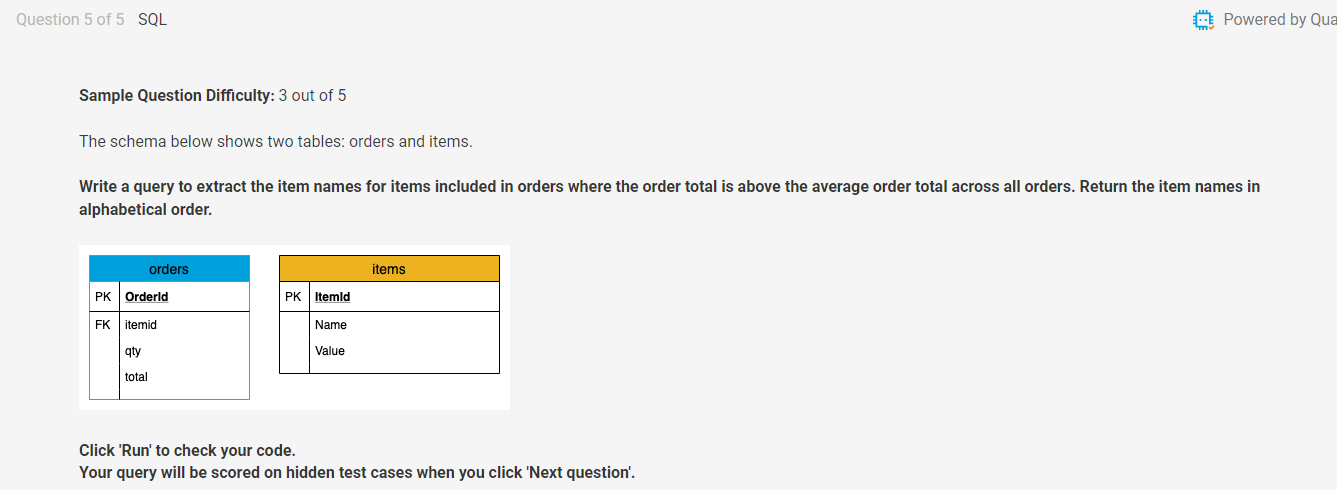 Question 5 of 5 SQL
Powered by Qua
Sample Question Difficulty: 3 out of 5
The schema below shows two tables: orders and items.
Write a query to extract the item names for items included in orders where the order total is above the average order total across all orders. Return the item names in
alphabetical order.
orders
PK OrderId
FK itemid
qty
total
items
PK ItemId
Name
Value
Click 'Run' to check your code.
Your query will be scored on hidden test cases when you click 'Next question'.